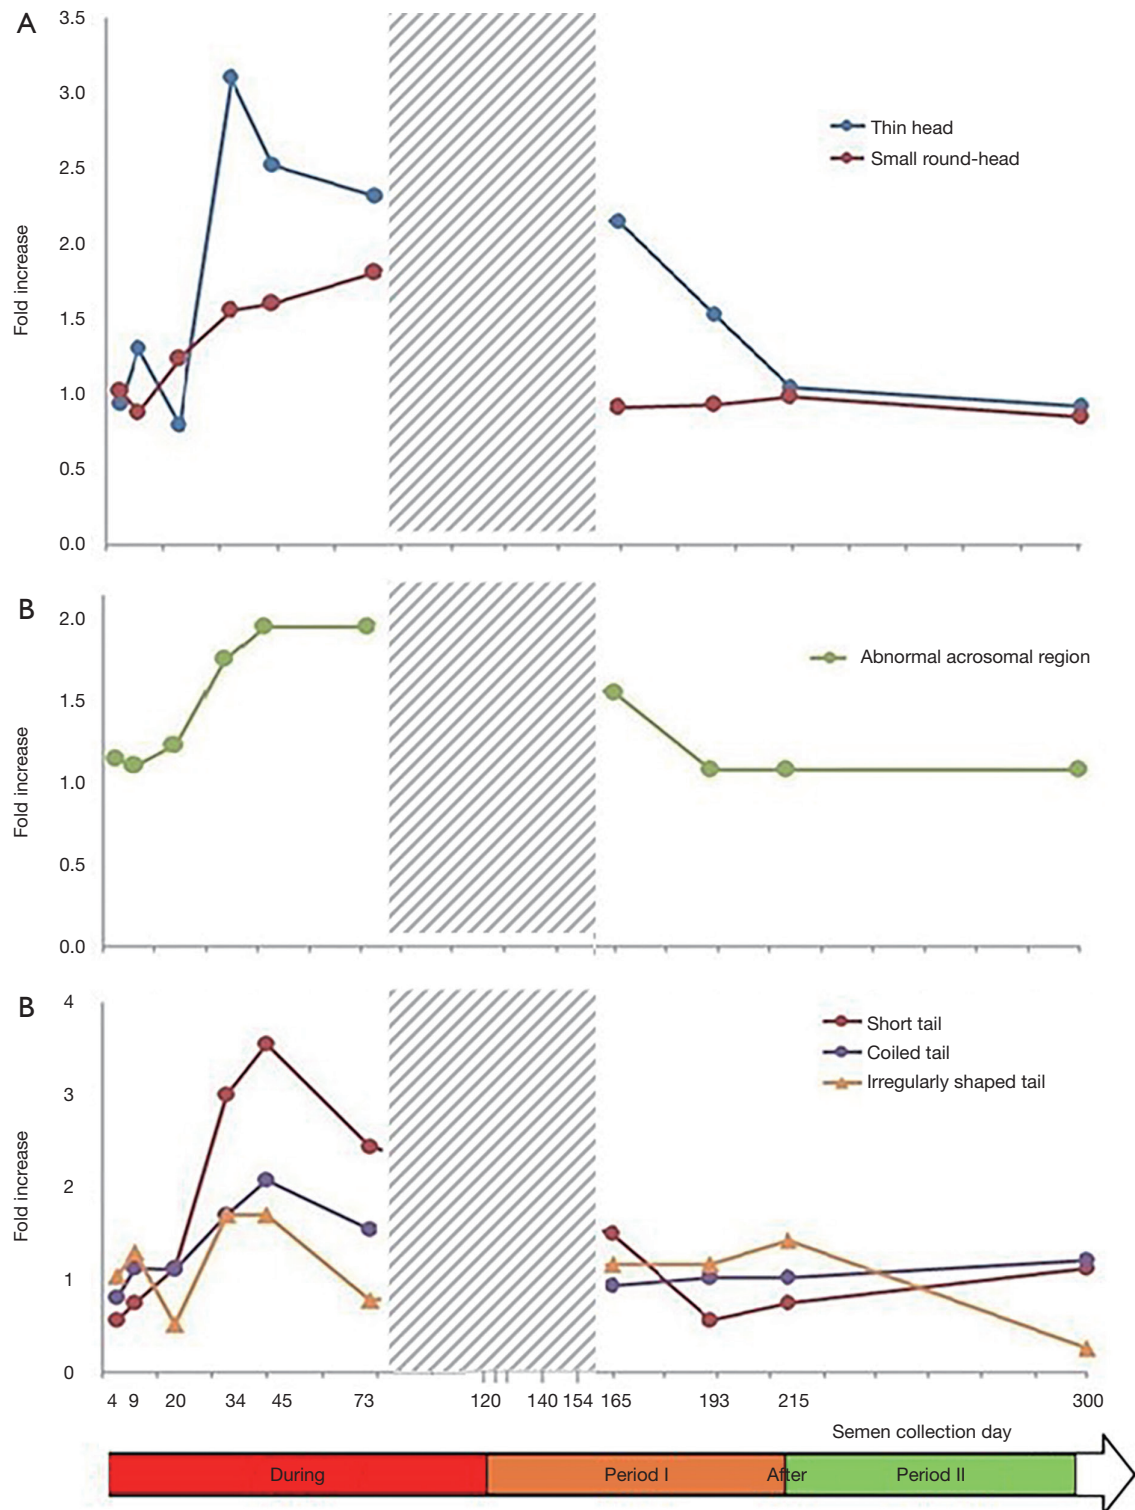 A
3.5
3.0
2.5
2.0
1.5
1.0
0.5
0.0
Fold increase
Thin head
Small round-head
B
2.0
1.5
1.0
0.5
0.0
Fold increase
Abnormal acrosomal region
B
4
3
2
1
0
Fold increase
Short tail
Coiled tail
Irregularly shaped tail
4 9 20 34 45 73 120 140 154 165 193 215 300
Semen collection day
During Period I After Period II